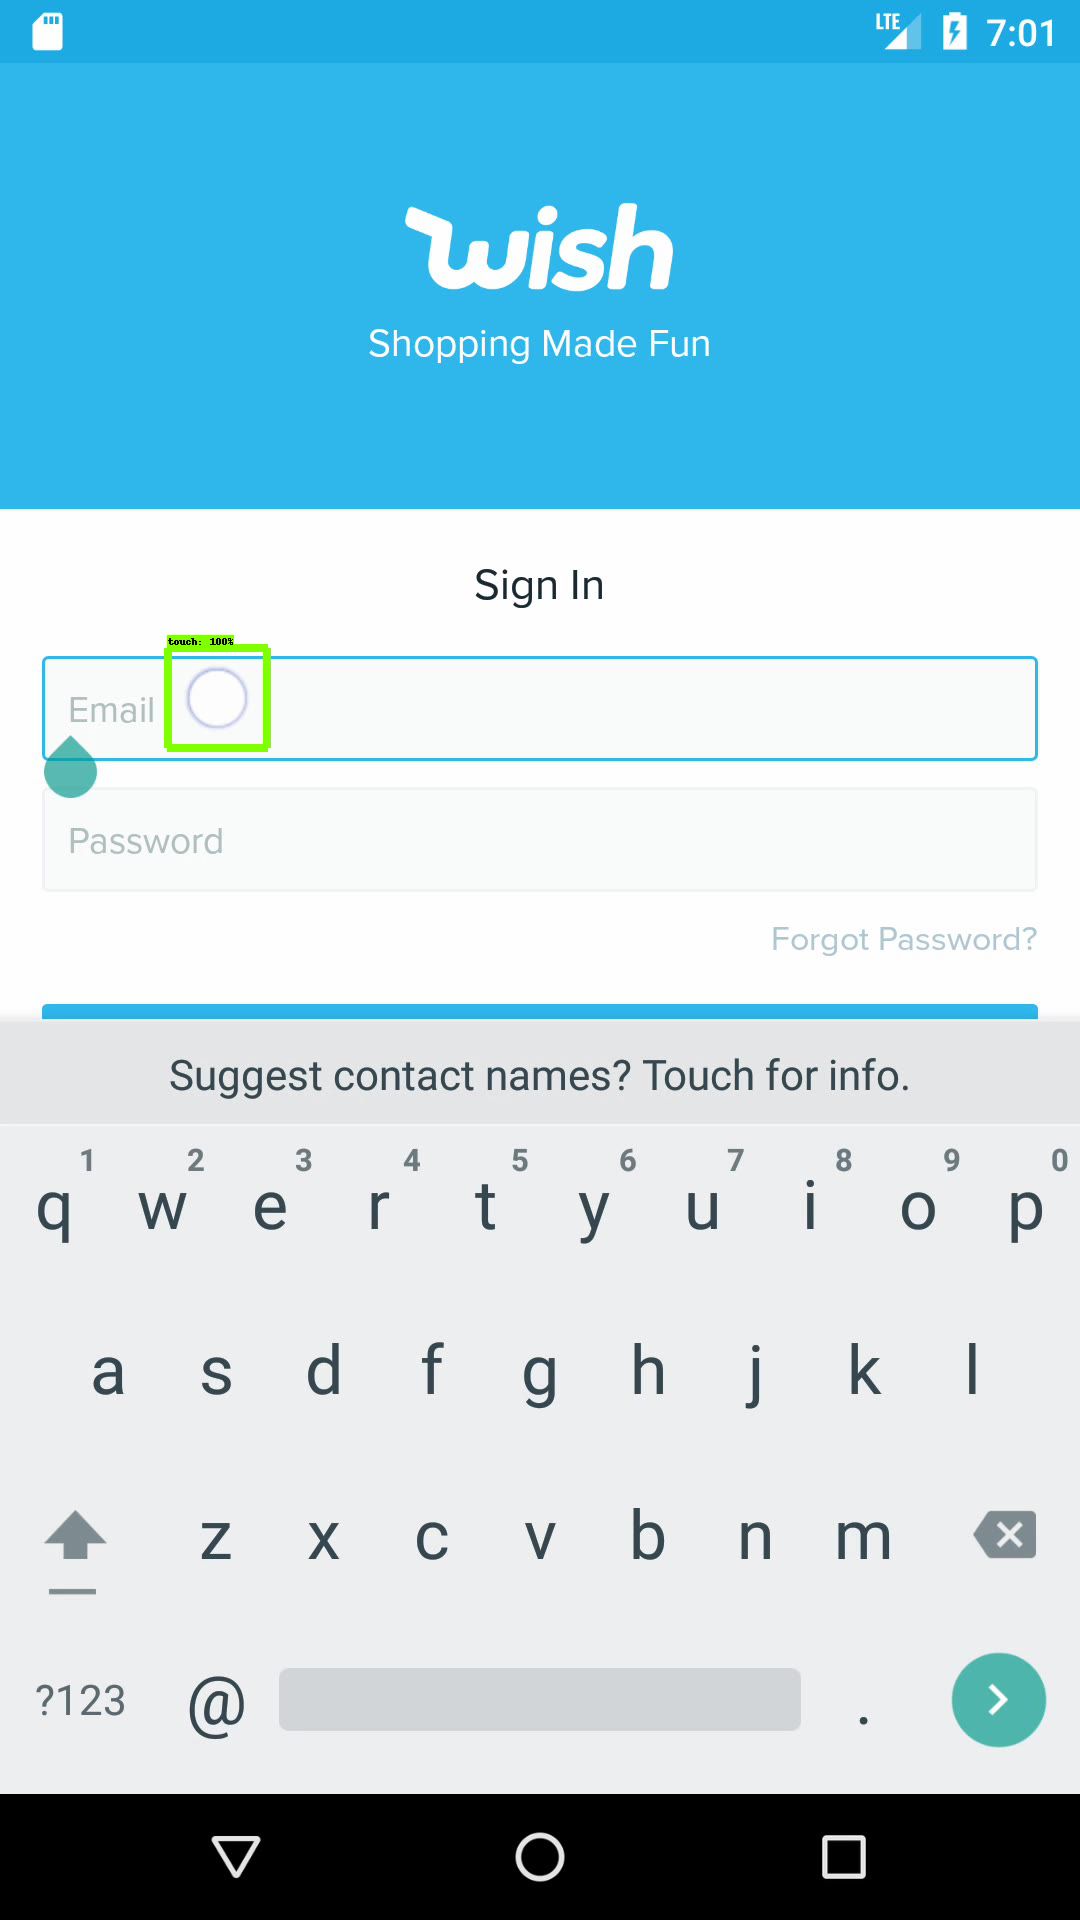 LTE 7:01
wish
Shopping Made Fun
Sign In
touch: 100%
Email
Password
Forgot Password?
Suggest contact names? Touch for info.
1 2 3 4 5 6 7 8 9 0
q w e r t y u i o p
a s d f g h j k l
z x c v b n m
?123 @ .